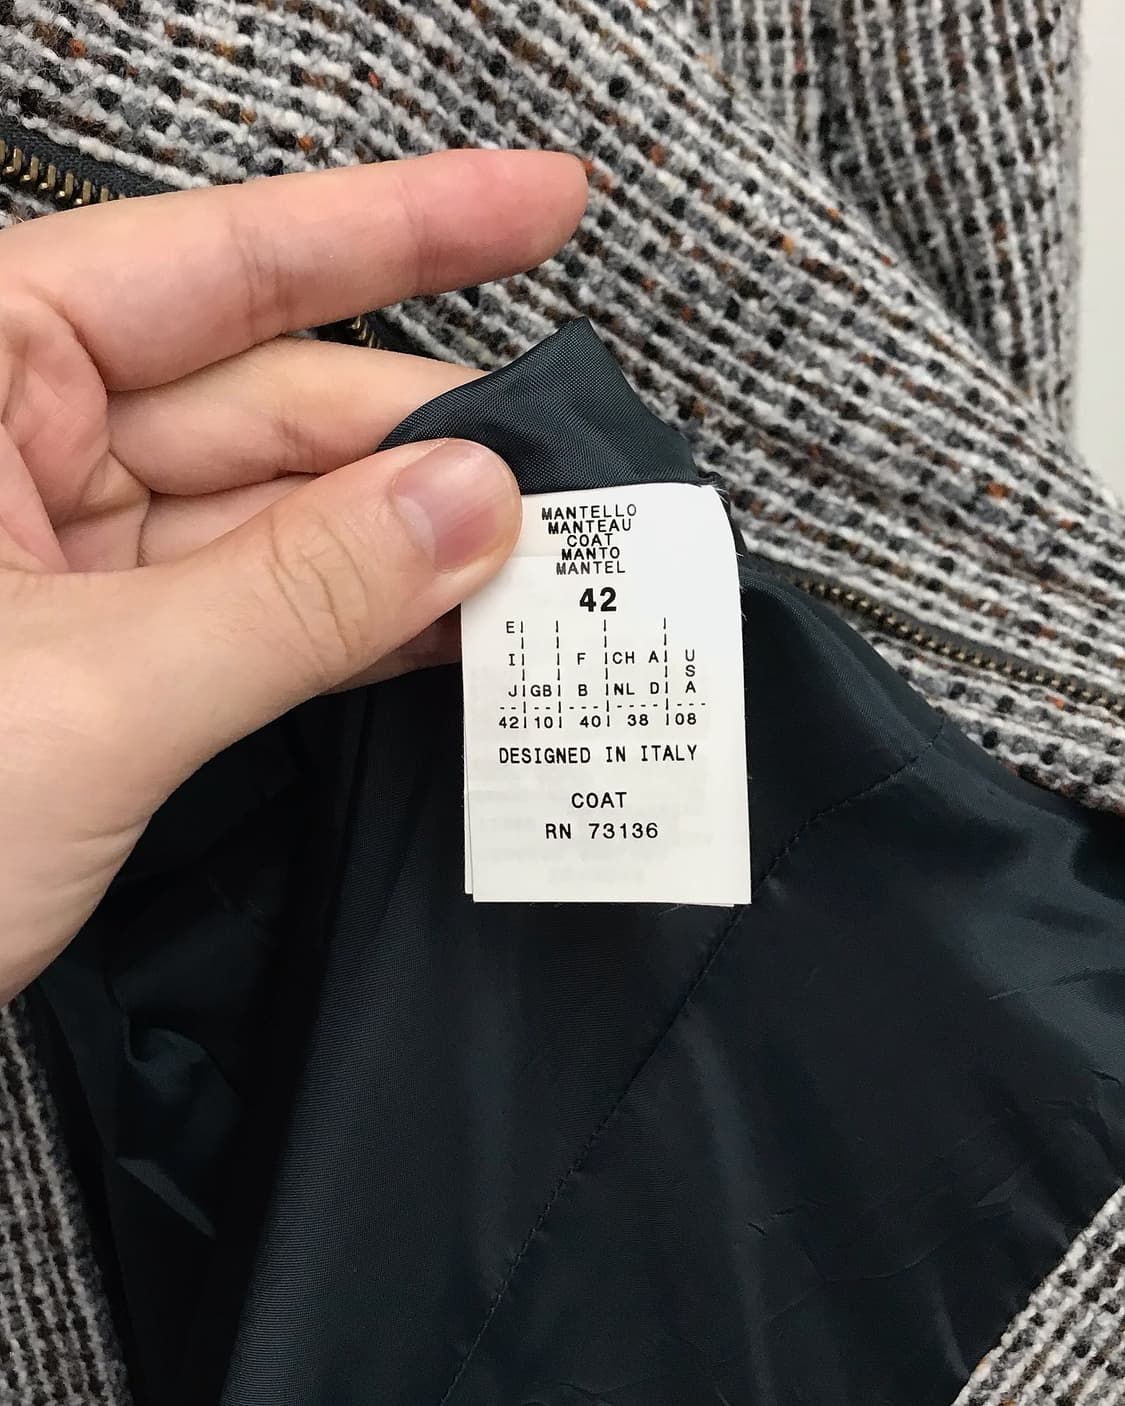 MANTELLO
MANTEAU
COAT
MANTO
MANTEL
42
E
I F CH A U
S
J GB B NL D A
42 10 40 38 08
DESIGNED IN ITALY
COAT
RN 73136